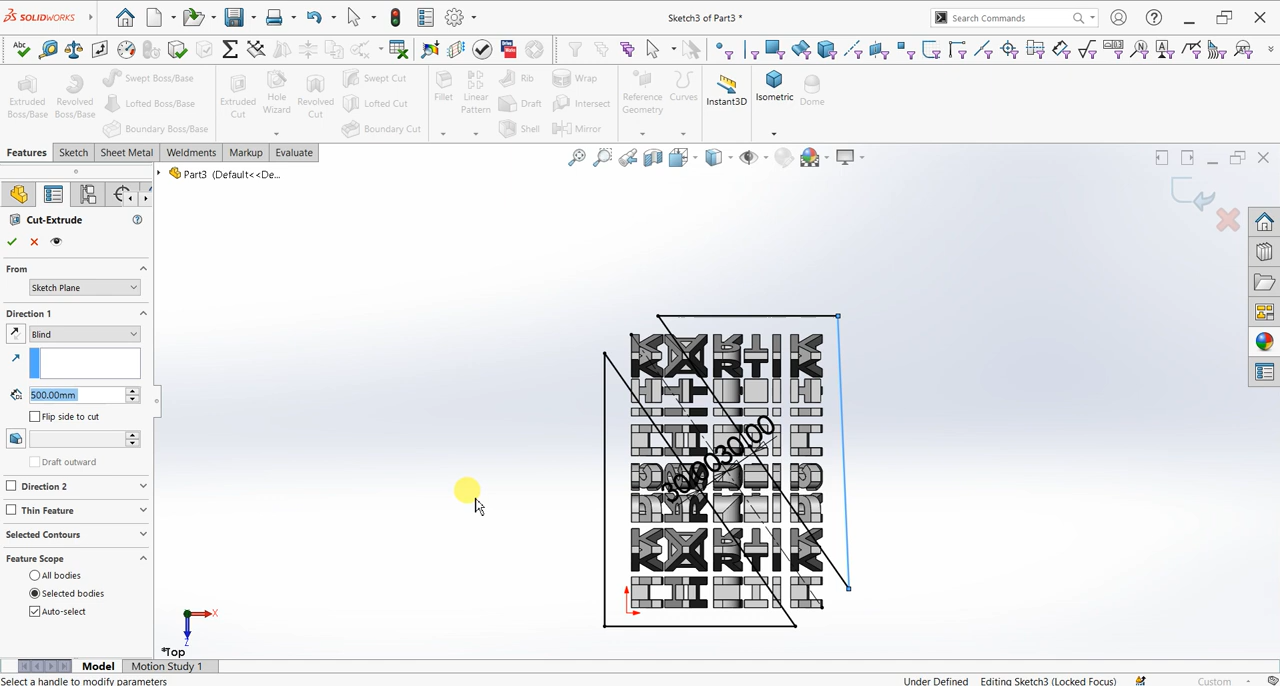 SOLIDWORKS
Sketch3 of Part3 *
Search Commands
Extruded Boss/Base
Revolved Boss/Base
Swept Boss/Base
Lofted Boss/Base
Boundary Boss/Base
Extruded Cut
Hole Wizard
Revolved Cut
Swept Cut
Lofted Cut
Boundary Cut
Fillet
Linear Pattern
Rib
Draft
Shell
Wrap
Intersect
Mirror
Reference Geometry
Curves
Instant3D
Isometric
Dome
Features
Sketch
Sheet Metal
Weldments
Markup
Evaluate
Part3 (Default<<De...
Cut-Extrude
From
Sketch Plane
Direction 1
Blind
500.00mm
Flip side to cut
Draft outward
Direction 2
Thin Feature
Selected Contours
Feature Scope
All bodies
Selected bodies
Auto-select
X
Z
*Top
Model
Motion Study 1
Select a handle to modify parameters
Under Defined
Editing Sketch3 (Locked Focus)
Custom